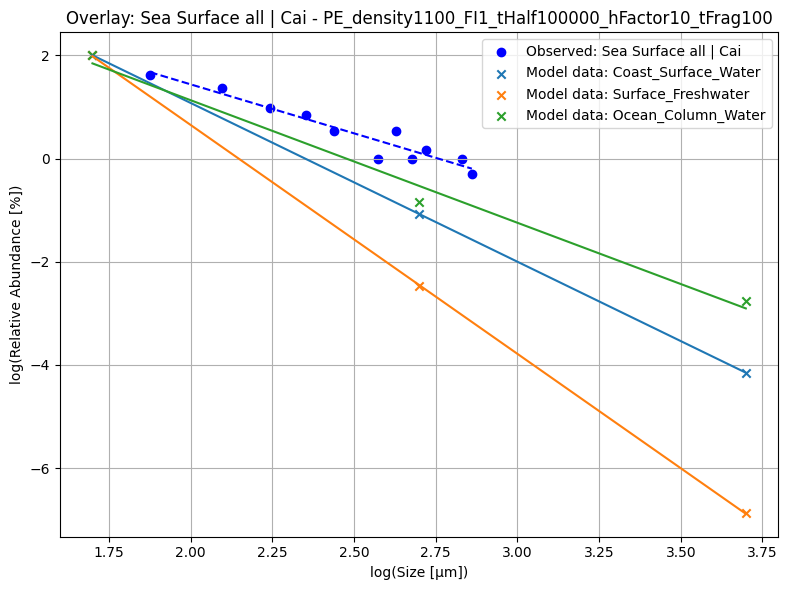 Overlay: Sea Surface all | Cai - PE_density1100_FI1_tHalf100000_hFactor10_tFrag100
Observed: Sea Surface all | Cai
Model data: Coast_Surface_Water
Model data: Surface_Freshwater
Model data: Ocean_Column_Water
log(Relative Abundance [%])
2
0
−2
−4
−6
1.75
2.00
2.25
2.50
2.75
3.00
3.25
3.50
3.75
log(Size [µm])